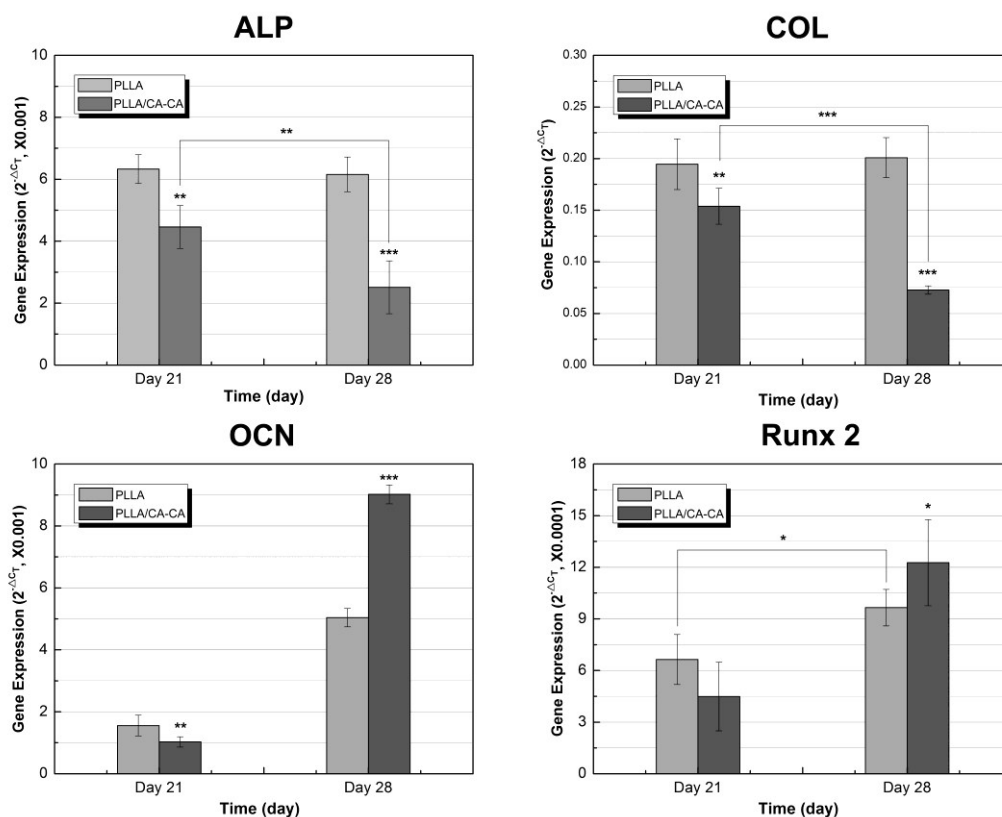 ALP
Gene Expression (2^-△C_T, X0.001)
10
8
6
4
2
0
PLLA
PLLA/CA-CA
**
**
***
Day 21
Day 28
Time (day)
COL
Gene Expression (2^-△C_T)
0.30
0.25
0.20
0.15
0.10
0.05
0.00
PLLA
PLLA/CA-CA
***
**
***
Day 21
Day 28
Time (day)
OCN
Gene Expression (2^-△C_T, X0.001)
10
8
6
4
2
0
PLLA
PLLA/CA-CA
***
**
Day 21
Day 28
Time (day)
Runx 2
Gene Expression (2^-△C_T, X0.0001)
18
15
12
9
6
3
0
PLLA
PLLA/CA-CA
*
*
Day 21
Day 28
Time (day)